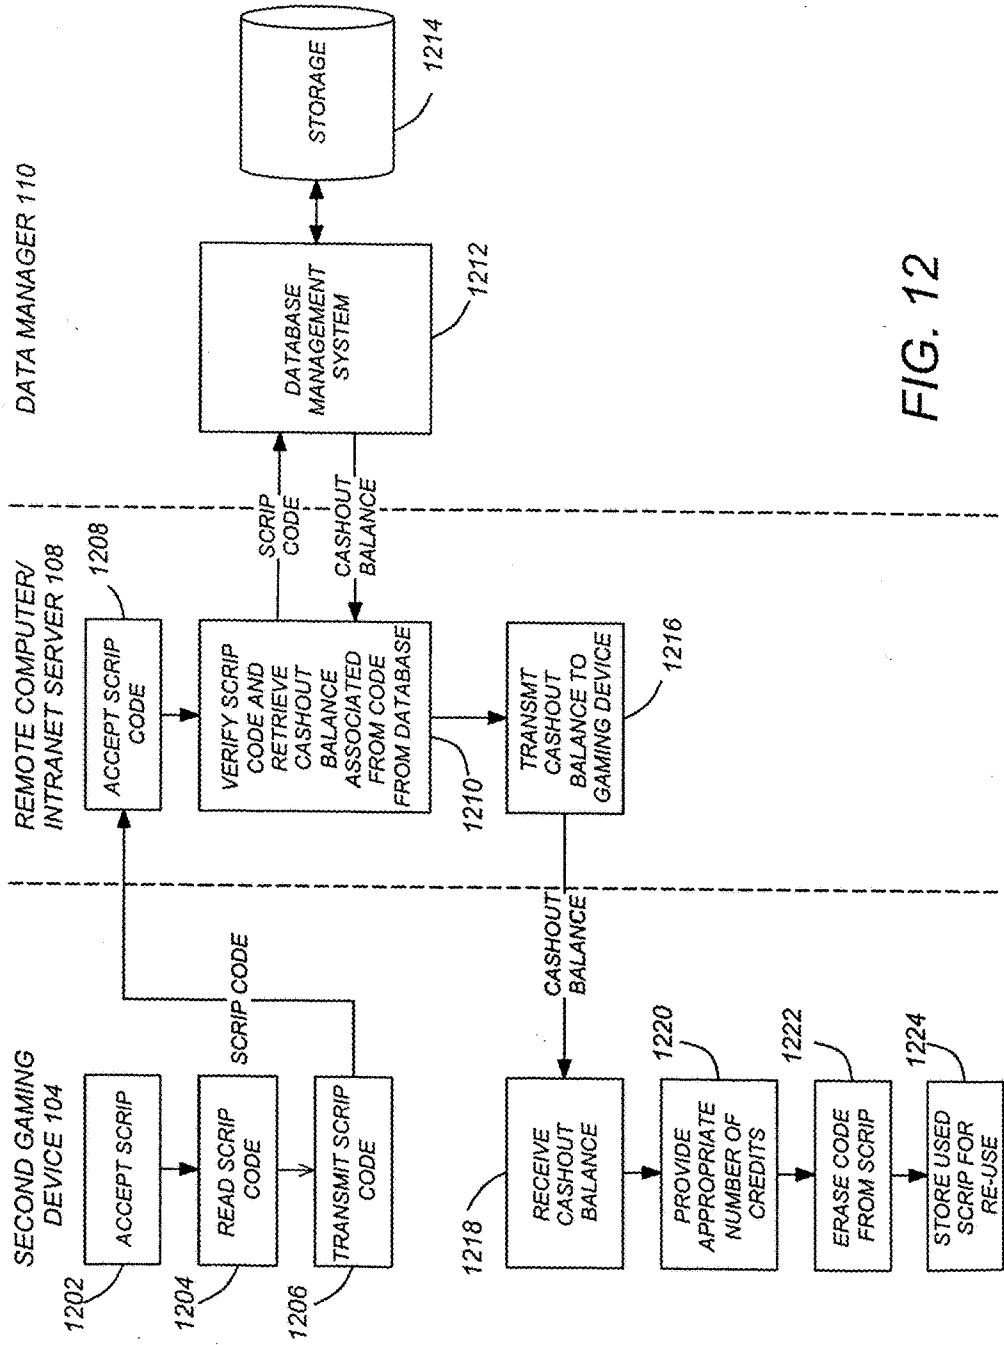 SECOND GAMING
DEVICE 104
REMOTE COMPUTER/
INTRANET SERVER 108
DATA MANAGER 110
1202
ACCEPT SCRIP
1204
READ SCRIP
CODE
1206
TRANSMIT SCRIP
CODE
SCRIP CODE
1208
ACCEPT SCRIP
CODE
VERIFY SCRIP
CODE AND
RETRIEVE
CASHOUT
BALANCE
ASSOCIATED
FROM CODE
FROM DATABASE
1210
SCRIP
CODE
CASHOUT
BALANCE
DATABASE
MANAGEMENT
SYSTEM
1212
STORAGE
1214
TRANSMT
CASHOUT
BALANCE TO
GAMING DEVICE
1216
CASHOUT
BALANCE
1218
RECEIVE
CASHOUT
BALANCE
1220
PROVIDE
APPROPRIATE
NUMBER OF
CREDITS
1222
ERASE CODE
FROM SCRIP
1224
STORE USED
SCRIP FOR
RE-USE
FIG. 12